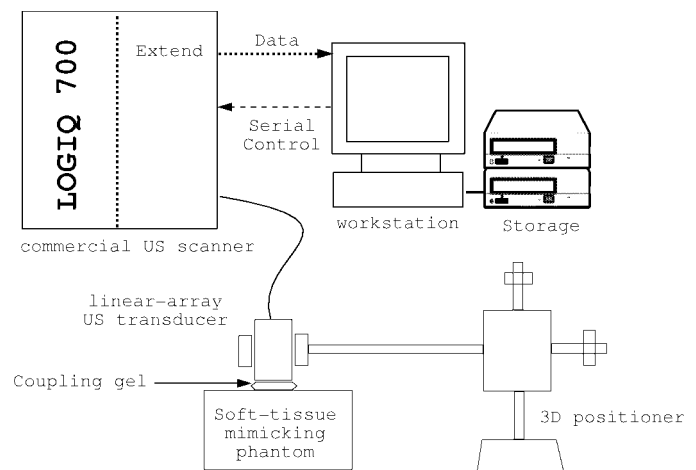 LOGIQ 700
Extend
Data
Serial
Control
commercial US scanner
workstation
Storage
linear-array
US transducer
Coupling gel
Soft-tissue
mimicking
phantom
3D positioner